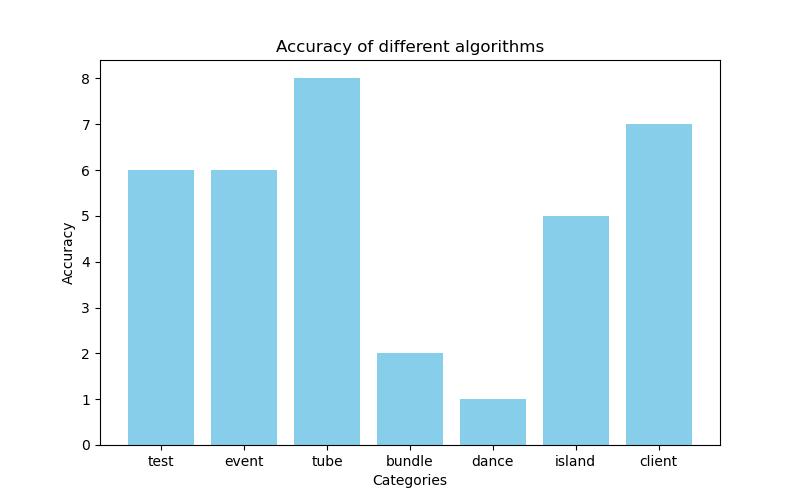 Accuracy of different algorithms
8
7
6
5
4
3
2
1
0
Accuracy
test event tube bundle dance island client
Categories